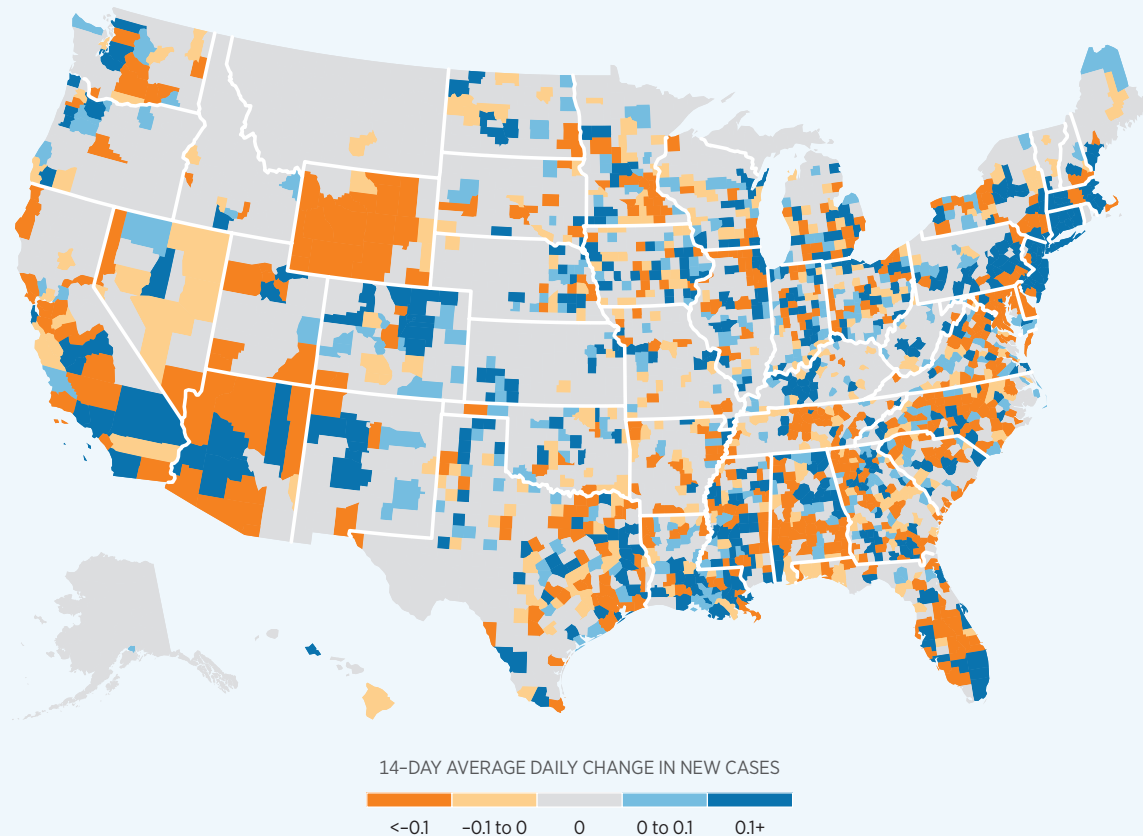 14-DAY AVERAGE DAILY CHANGE IN NEW CASES
<-0.1 -0.1 to 0 0 0 to 0.1 0.1+